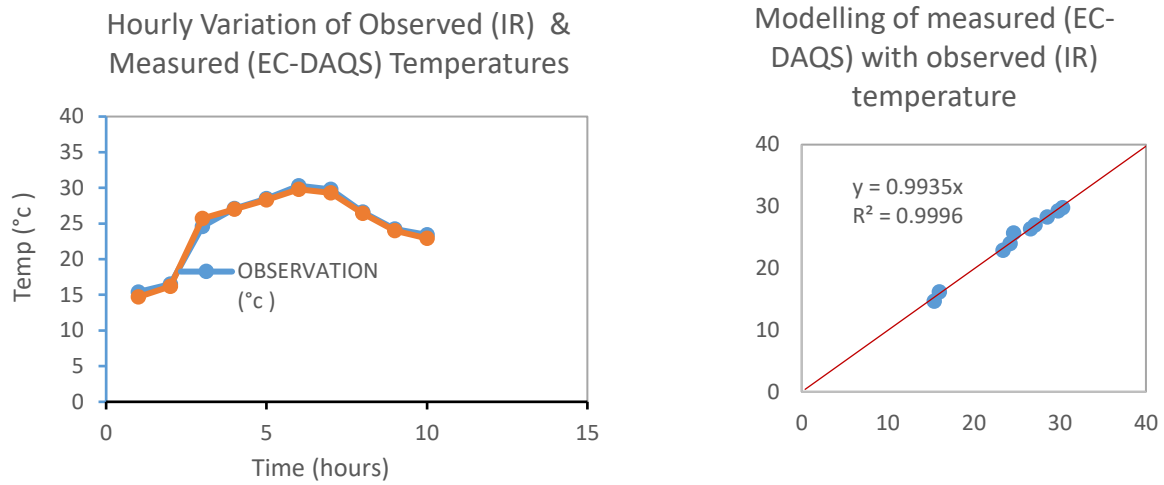 Hourly Variation of Observed (IR) &
Measured (EC-DAQS) Temperatures
40
35
30
25
20
15
10
5
0
Temp (°c)
OBSERVATION
(°c )
0 5 10 15
Time (hours)
Modelling of measured (EC-
DAQS) with observed (IR)
temperature
40
30
20
10
0
y = 0.9935x
R² = 0.9996
0 10 20 30 40